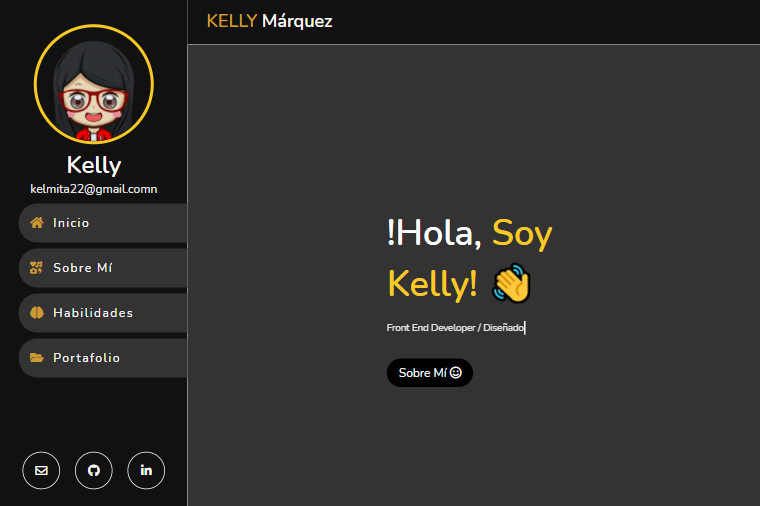 KELLY Márquez
Kelly
kelmita22@gmail.comn
Inicio
Sobre Mí
Habilidades
Portafolio
!Hola, Soy
Kelly! 👋
Front End Developer / Diseñado
Sobre Mí